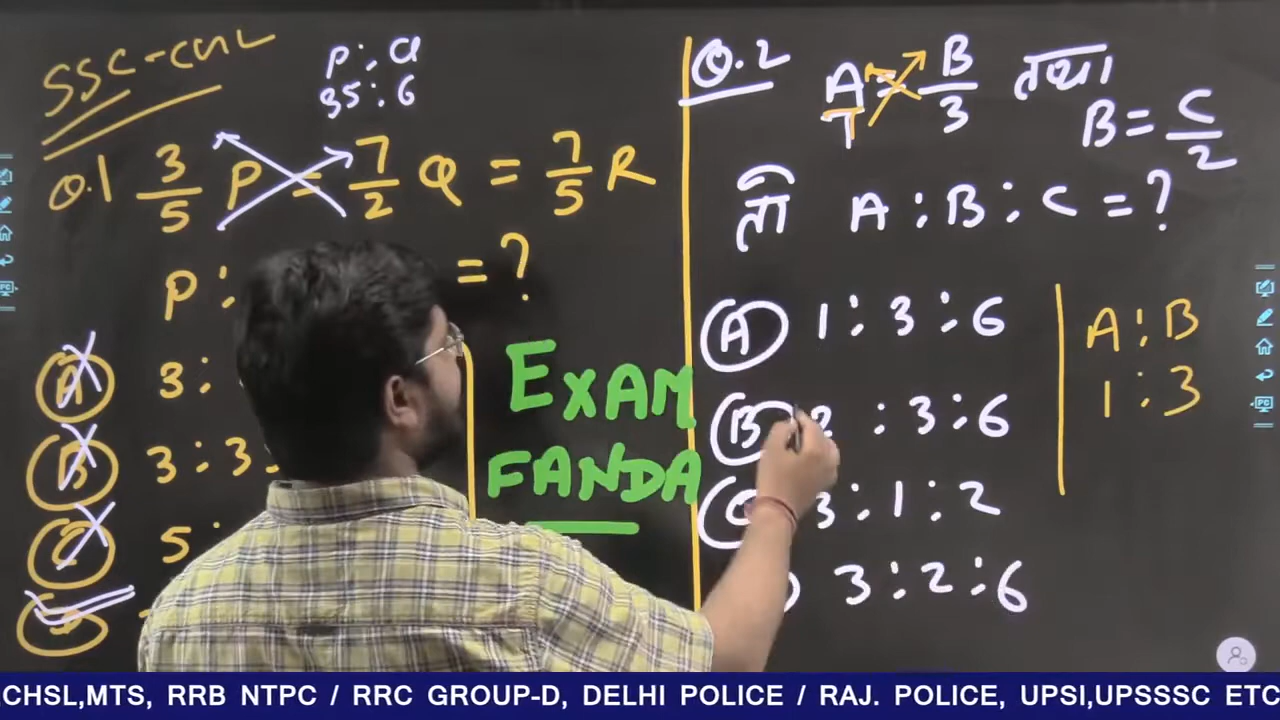 SSC-CHL
P : Q
35 : 6
Q.1 3/5 P = 7/2 Q = 7/5 R
P : = ?
A 3 :
B 3 : 3
C 5 :
EXAM
FANDA
Q.2 A/1 = B/3 तथा
B = C/2
तो A : B : C = ?
A 1 : 3 : 6
B : 3 : 6
C 3 : 1 : 2
3 : 2 : 6
A : B
1 : 3
CHSL,MTS, RRB NTPC / RRC GROUP-D, DELHI POLICE / RAJ. POLICE, UPSI,UPSSSC ETC